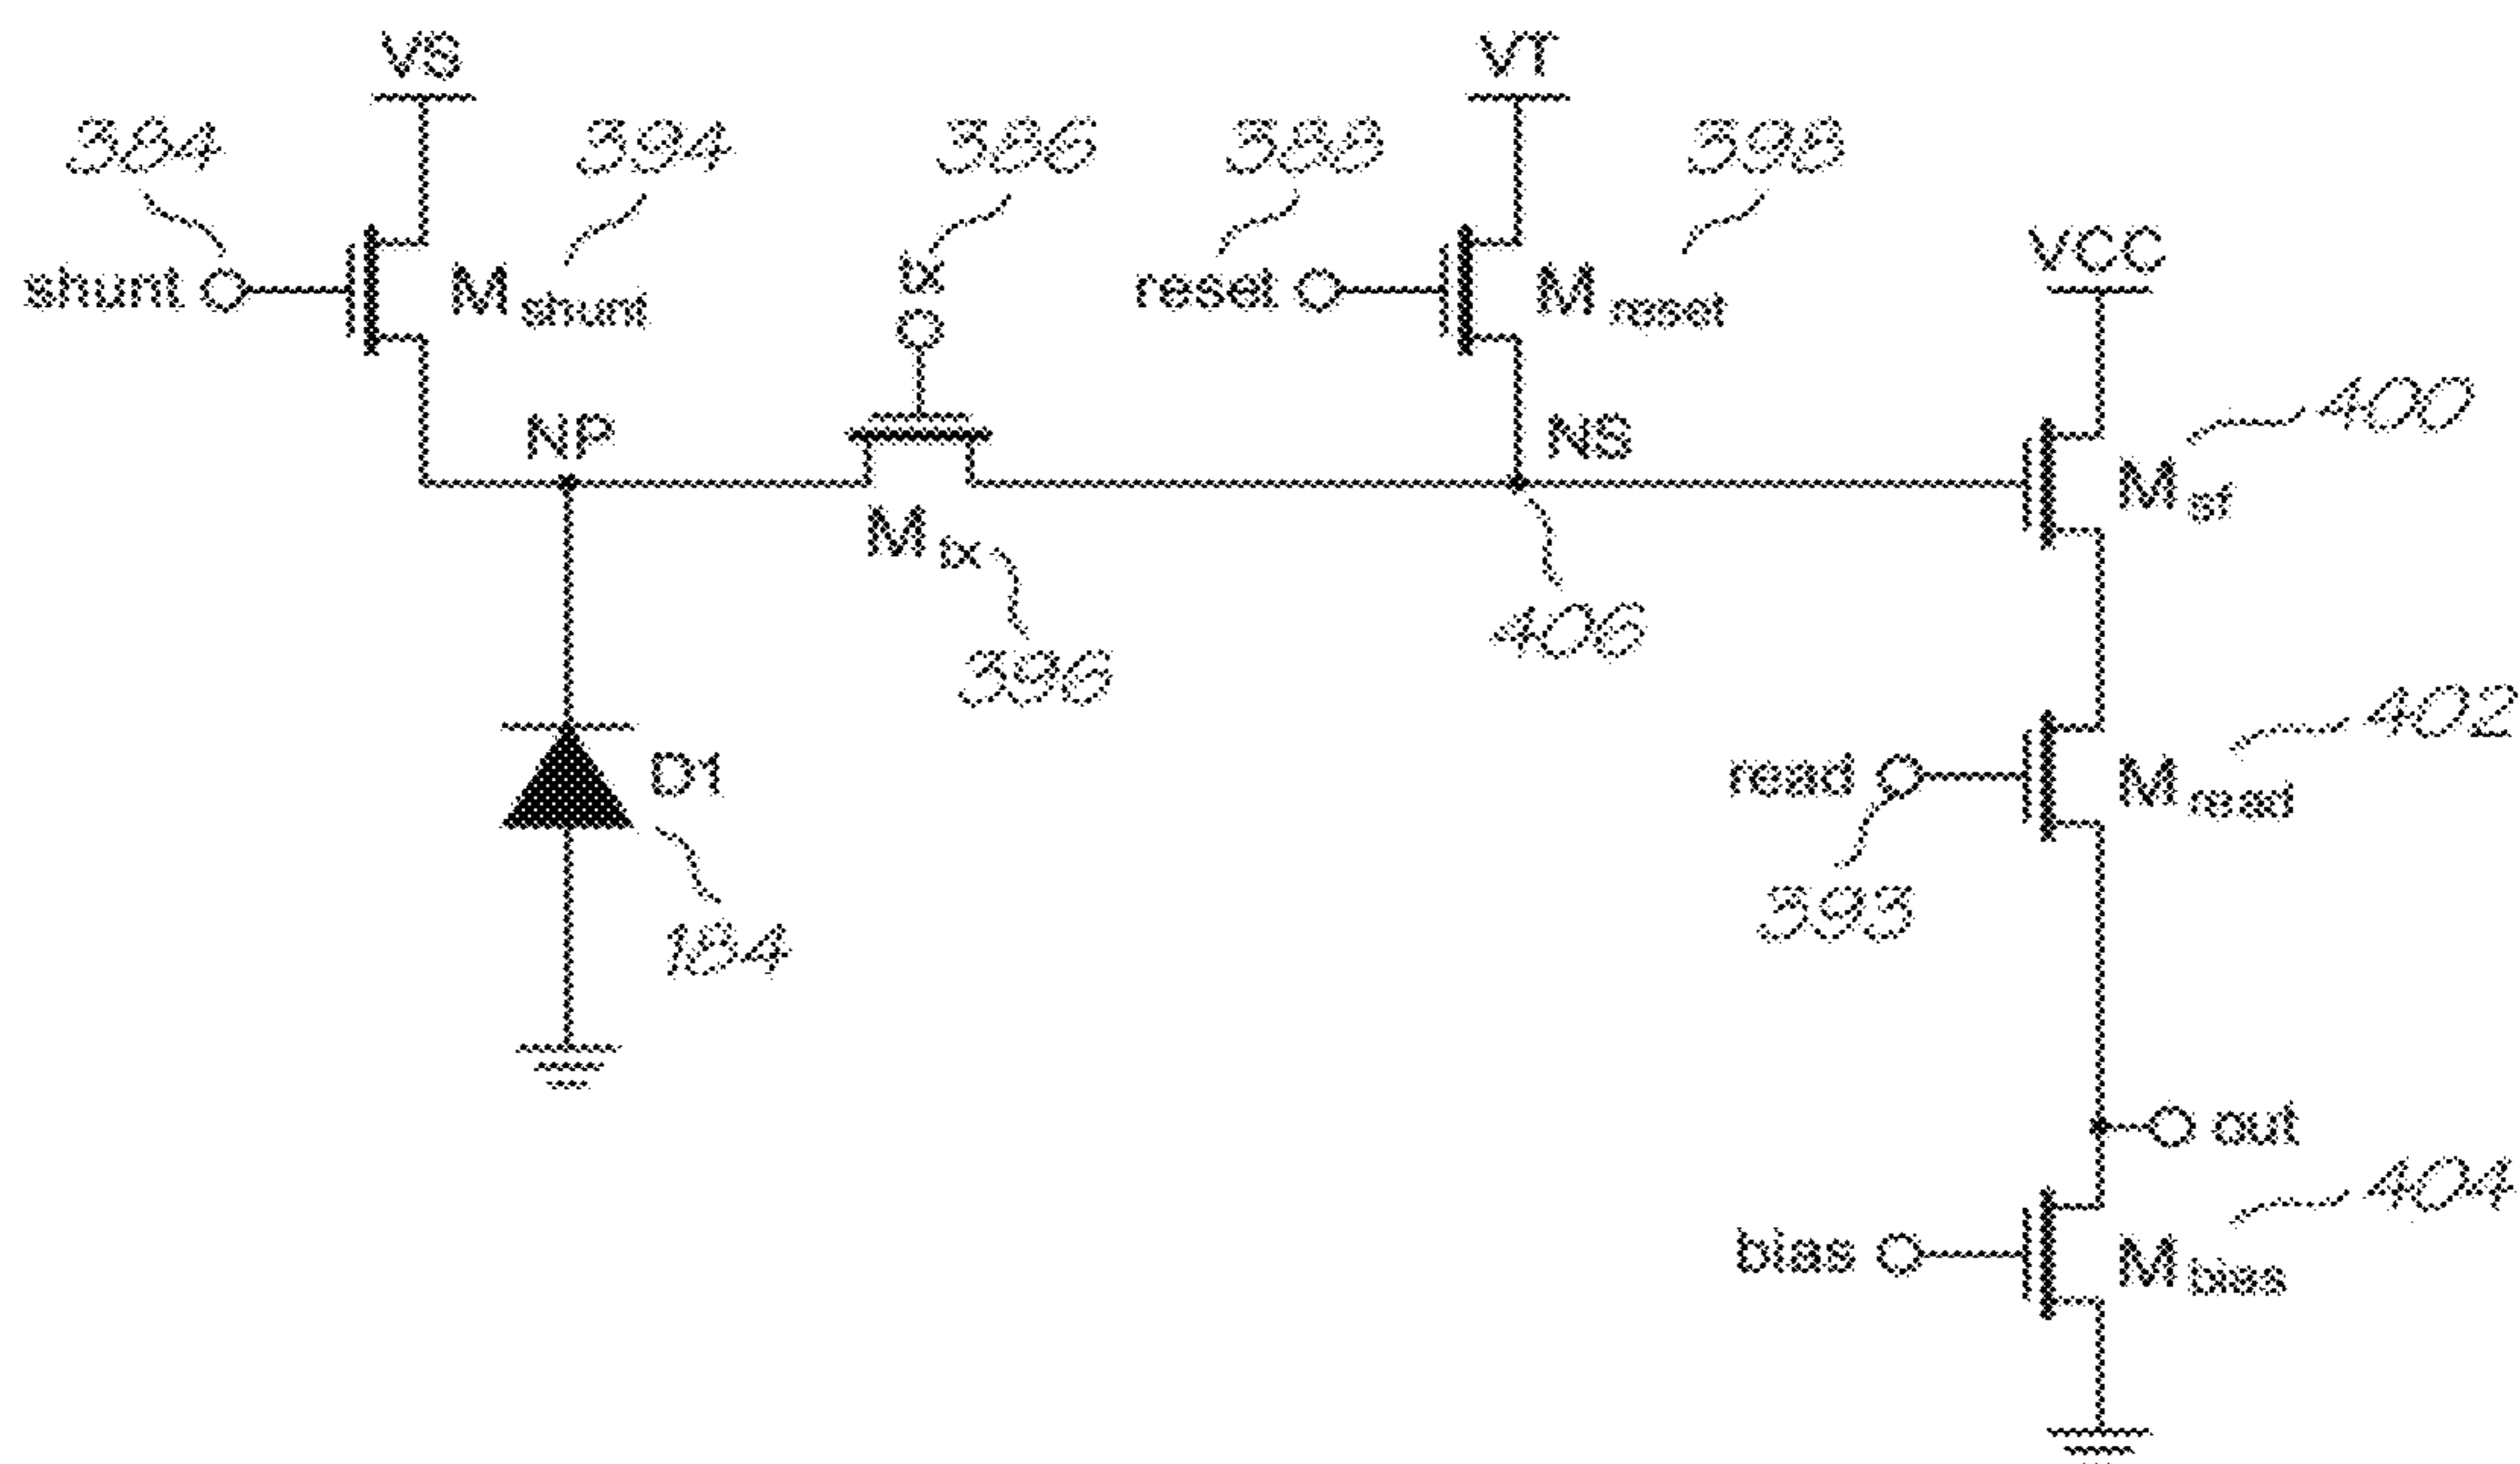 VS
VT
384
394
386
388
398
shunt
M shunt
tx
reset
M reset
VCC
400
NP
NS
M sf
M tx
406
396
402
D1
read
M read
393
184
out
404
bias
M bias